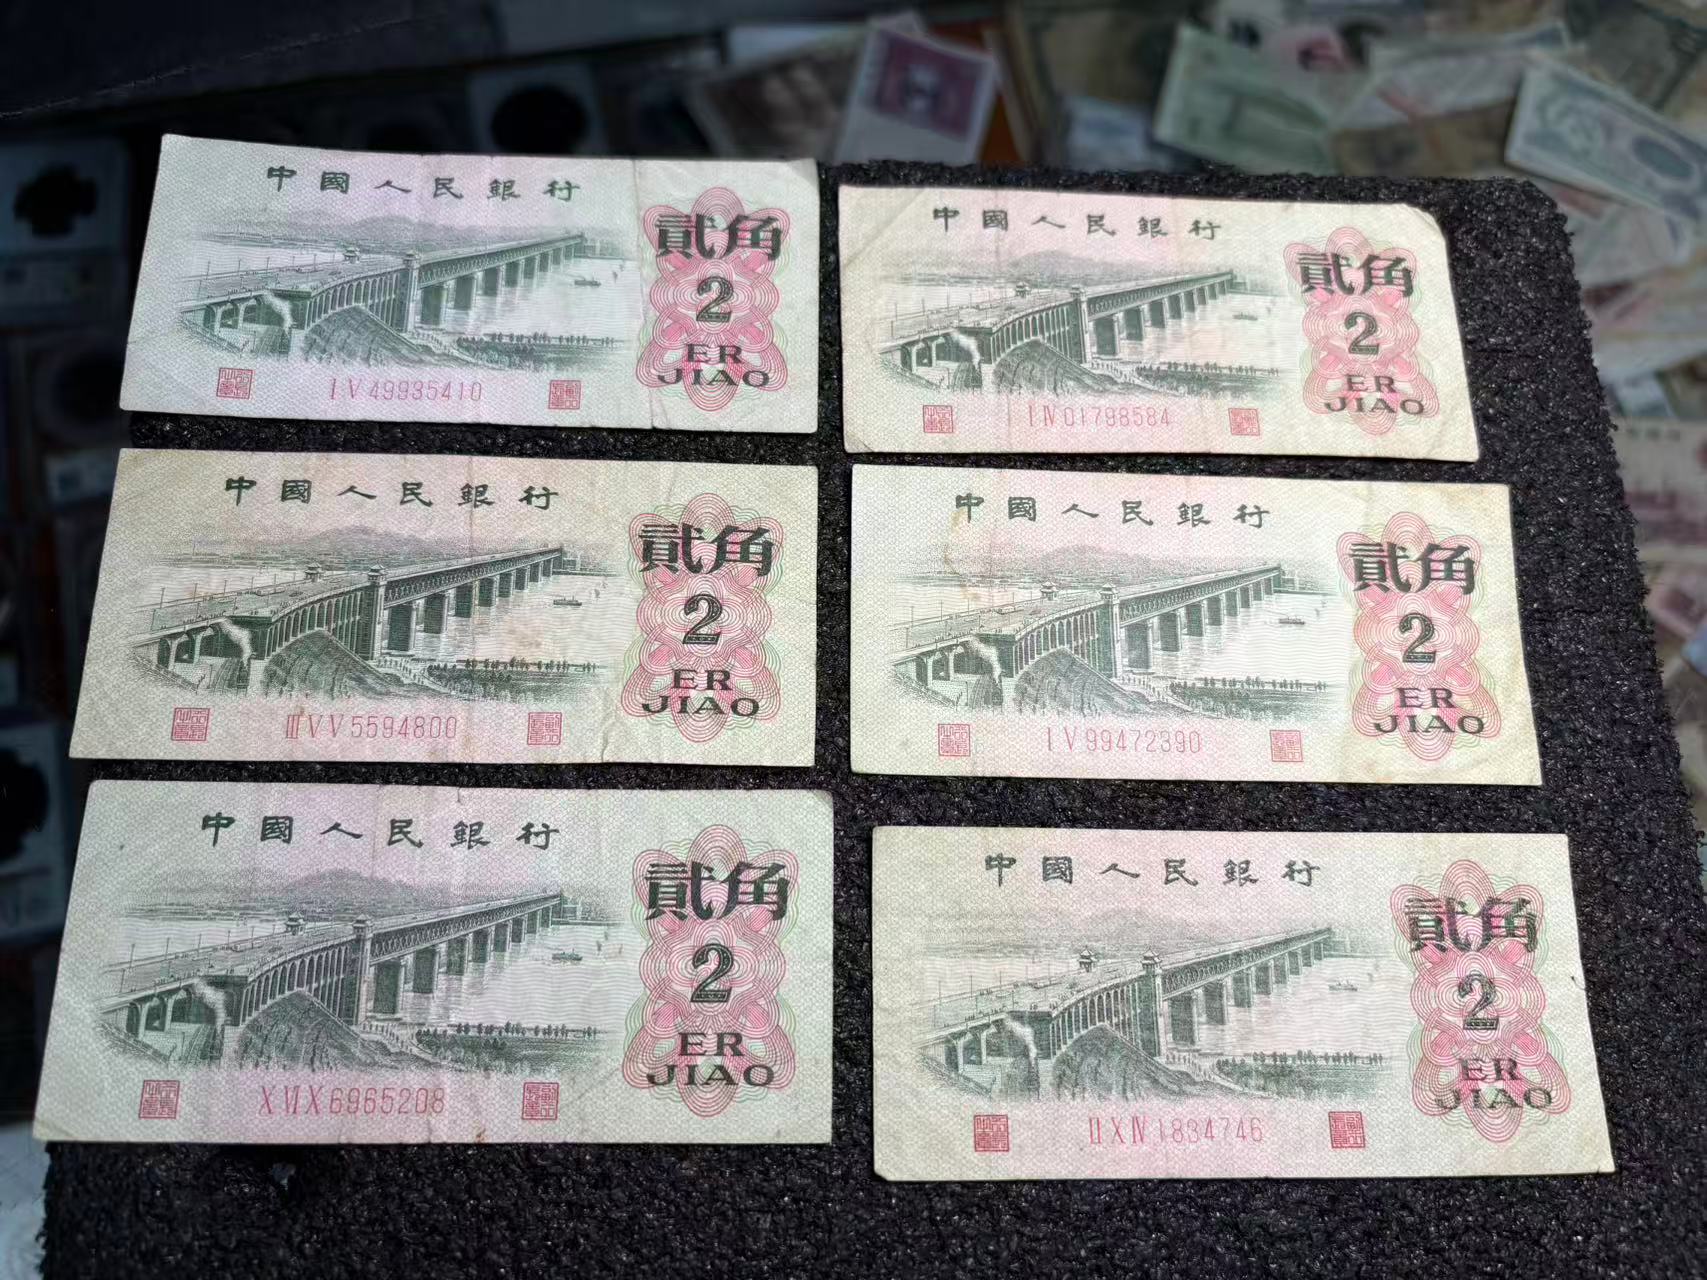 中國人民銀行
貳角
2
ER
JIAO
I V 49935410
中國人民銀行
貳角
2
ER
JIAO
I IV 01798584
中國人民銀行
貳角
2
ER
JIAO
III V V 5594800
中國人民銀行
貳角
2
ER
JIAO
I V 99472390
中國人民銀行
貳角
2
ER
JIAO
X VI X 6965208
中國人民銀行
貳角
2
ER
JIAO
II X IV 1834746